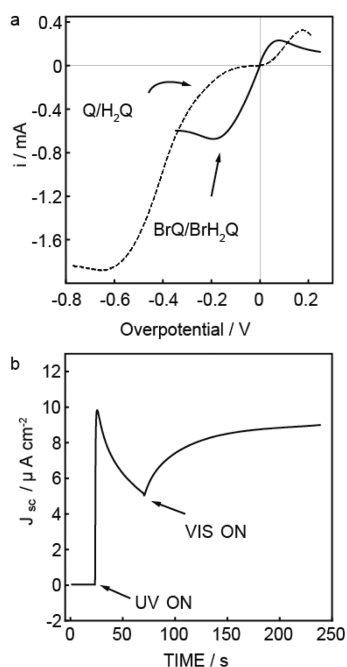 a
0.4
0
-0.4
-0.8
-1.2
-1.6
i / mA
Q/H₂Q
BrQ/BrH₂Q
-0.8 -0.6 -0.4 -0.2 0 0.2
Overpotential / V
b
12
10
8
6
4
2
0
J sc / μ A cm⁻²
VIS ON
UV ON
0 50 100 150 200 250
TIME / s